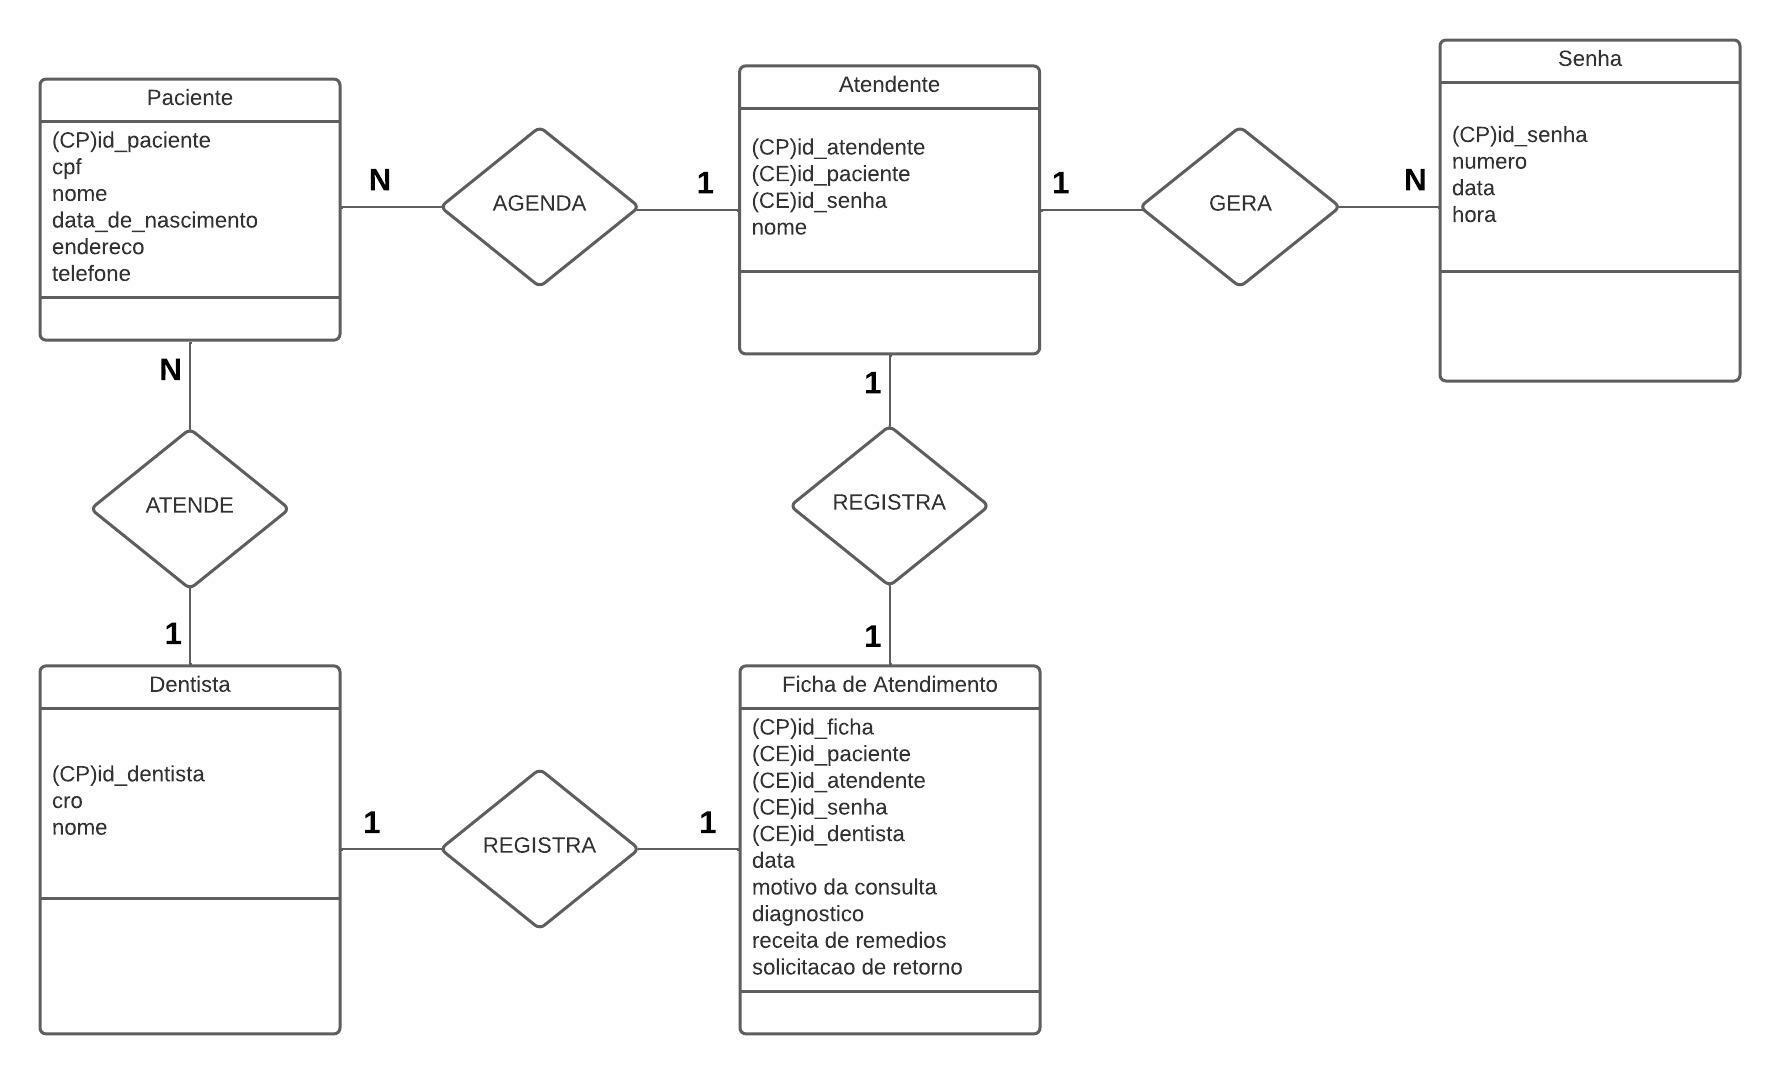 Paciente
(CP)id_paciente
cpf
nome
data_de_nascimento
endereco
telefone
N
AGENDA
1
Atendente
(CP)id_atendente
(CE)id_paciente
(CE)id_senha
nome
1
GERA
N
Senha
(CP)id_senha
numero
data
hora
N
ATENDE
1
1
REGISTRA
1
Dentista
(CP)id_dentista
cro
nome
1
REGISTRA
1
Ficha de Atendimento
(CP)id_ficha
(CE)id_paciente
(CE)id_atendente
(CE)id_senha
(CE)id_dentista
data
motivo da consulta
diagnostico
receita de remedios
solicitacao de retorno